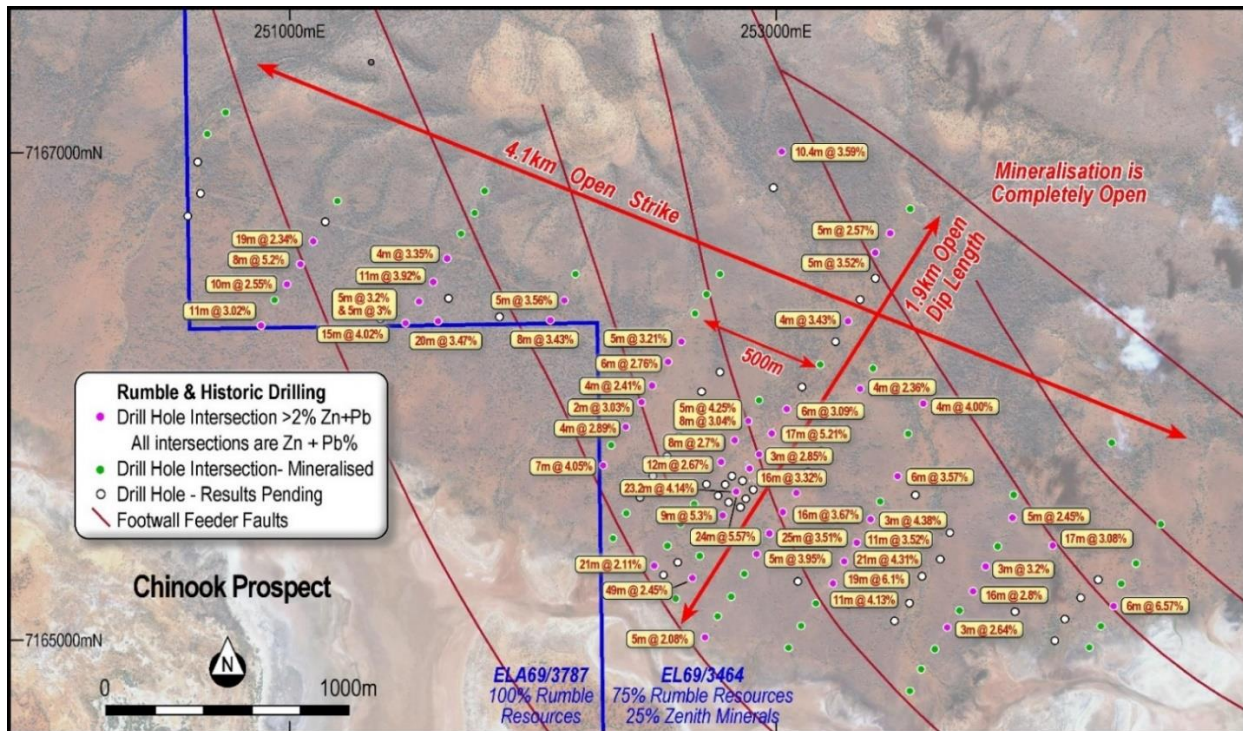 251000mE
253000mE
7167000mN
4.1km Open Strike
10.4m @ 3.59%
Mineralisation is
Completely Open
5m @ 2.57%
5m @ 3.52%
1.9km Open
Dip Length
19m @ 2.34%
8m @ 5.2%
10m @ 2.55%
11m @ 3.02%
4m @ 3.35%
11m @ 3.92%
5m @ 3.2%
& 5m @ 3%
15m @ 4.02%
20m @ 3.47%
5m @ 3.56%
8m @ 3.43%
4m @ 3.43%
500m
5m @ 3.21%
6m @ 2.76%
4m @ 2.41%
2m @ 3.03%
4m @ 2.89%
7m @ 4.05%
5m @ 4.25%
8m @ 3.04%
8m @ 2.7%
12m @ 2.67%
23.2m @ 4.14%
9m @ 5.3%
24m @ 5.57%
4m @ 2.36%
4m @ 4.00%
6m @ 3.09%
17m @ 5.21%
3m @ 2.85%
16m @ 3.32%
6m @ 3.57%
16m @ 3.67%
25m @ 3.51%
5m @ 3.95%
3m @ 4.38%
11m @ 3.52%
21m @ 4.31%
19m @ 6.1%
11m @ 4.13%
5m @ 2.45%
17m @ 3.08%
3m @ 3.2%
16m @ 2.8%
3m @ 2.64%
6m @ 6.57%
21m @ 2.11%
49m @ 2.45%
5m @ 2.08%
Rumble & Historic Drilling
Drill Hole Intersection >2% Zn+Pb
All intersections are Zn + Pb%
Drill Hole Intersection- Mineralised
Drill Hole - Results Pending
Footwall Feeder Faults
Chinook Prospect
7165000mN
N
0
1000m
ELA69/3787
100% Rumble
Resources
EL69/3464
75% Rumble Resources
25% Zenith Minerals